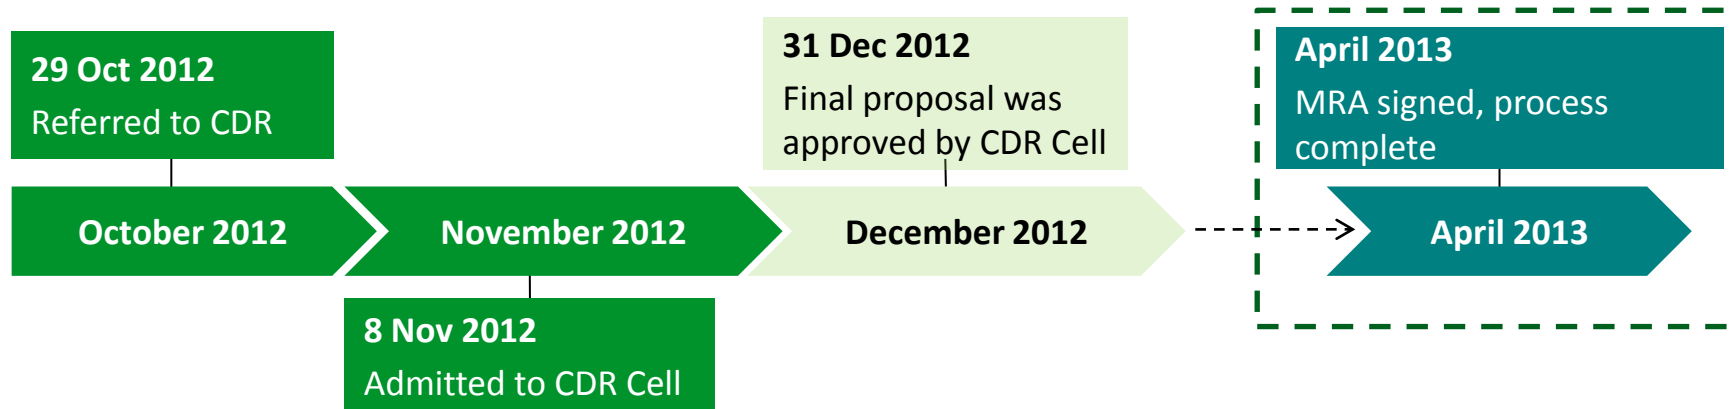 29 Oct 2012
Referred to CDR
31 Dec 2012
Final proposal was
approved by CDR Cell
April 2013
MRA signed, process
complete
October 2012
November 2012
December 2012
April 2013
8 Nov 2012
Admitted to CDR Cell